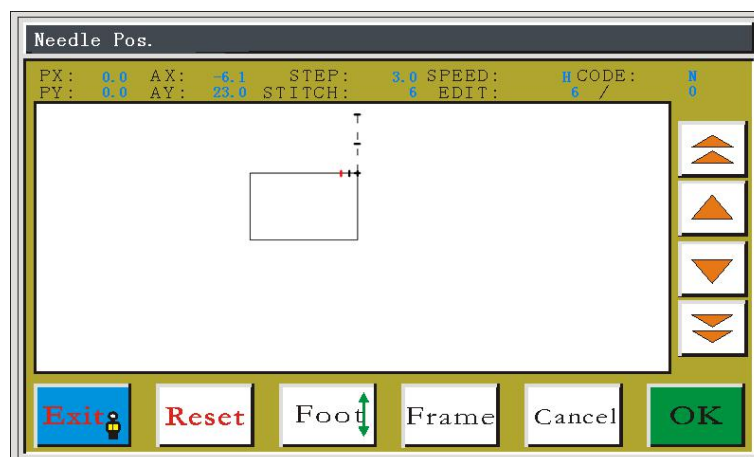 Needle Pos.
PX: 0.0 AX: -6.1 STEP: 3.0 SPEED: H CODE: N
PY: 0.0 AY: 23.0 STITCH: 6 EDIT: 6 / 0
Exit Reset Foot Frame Cancel OK